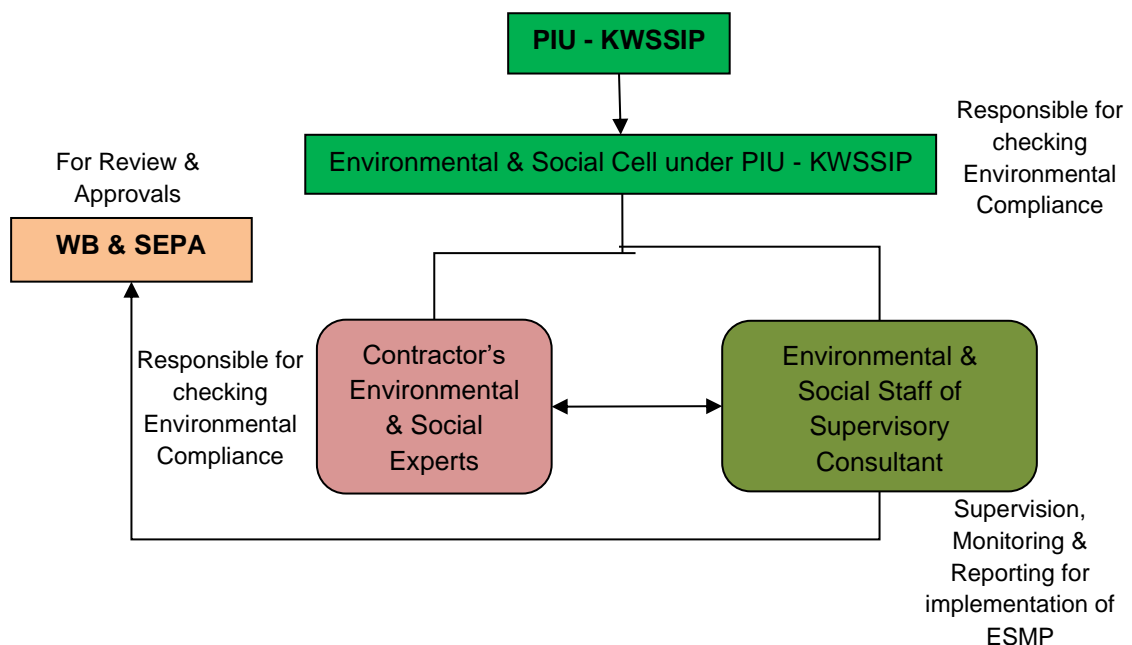 PIU - KWSSIP
Responsible for
checking
Environmental
Compliance
Environmental & Social Cell under PIU - KWSSIP
For Review &
Approvals
WB & SEPA
Responsible for
checking
Environmental
Compliance
Contractor’s
Environmental
& Social
Experts
Environmental &
Social Staff of
Supervisory
Consultant
Supervision,
Monitoring &
Reporting for
implementation of
ESMP